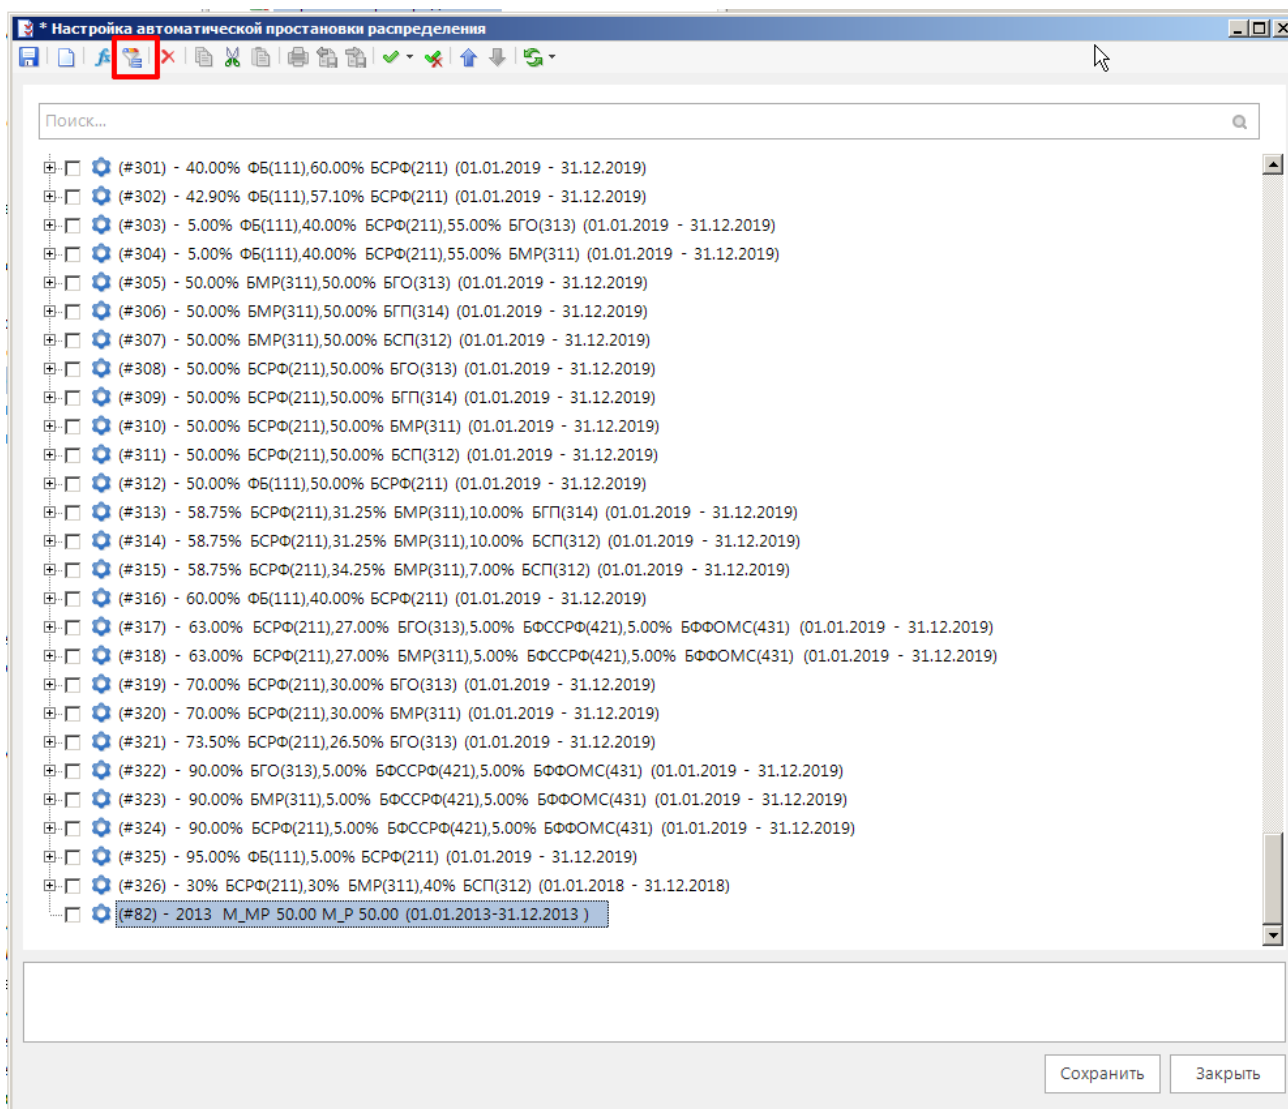 * Настройка автоматической простановки распределения
Поиск...
(#301) - 40.00% ФБ(111),60.00% БСРФ(211) (01.01.2019 - 31.12.2019)
(#302) - 42.90% ФБ(111),57.10% БСРФ(211) (01.01.2019 - 31.12.2019)
(#303) - 5.00% ФБ(111),40.00% БСРФ(211),55.00% БГО(313) (01.01.2019 - 31.12.2019)
(#304) - 5.00% ФБ(111),40.00% БСРФ(211),55.00% БМР(311) (01.01.2019 - 31.12.2019)
(#305) - 50.00% БМР(311),50.00% БГО(313) (01.01.2019 - 31.12.2019)
(#306) - 50.00% БМР(311),50.00% БГП(314) (01.01.2019 - 31.12.2019)
(#307) - 50.00% БМР(311),50.00% БСП(312) (01.01.2019 - 31.12.2019)
(#308) - 50.00% БСРФ(211),50.00% БГО(313) (01.01.2019 - 31.12.2019)
(#309) - 50.00% БСРФ(211),50.00% БГП(314) (01.01.2019 - 31.12.2019)
(#310) - 50.00% БСРФ(211),50.00% БМР(311) (01.01.2019 - 31.12.2019)
(#311) - 50.00% БСРФ(211),50.00% БСП(312) (01.01.2019 - 31.12.2019)
(#312) - 50.00% ФБ(111),50.00% БСРФ(211) (01.01.2019 - 31.12.2019)
(#313) - 58.75% БСРФ(211),31.25% БМР(311),10.00% БГП(314) (01.01.2019 - 31.12.2019)
(#314) - 58.75% БСРФ(211),31.25% БМР(311),10.00% БСП(312) (01.01.2019 - 31.12.2019)
(#315) - 58.75% БСРФ(211),34.25% БМР(311),7.00% БСП(312) (01.01.2019 - 31.12.2019)
(#316) - 60.00% ФБ(111),40.00% БСРФ(211) (01.01.2019 - 31.12.2019)
(#317) - 63.00% БСРФ(211),27.00% БГО(313),5.00% БФССРФ(421),5.00% БФФОМС(431) (01.01.2019 - 31.12.2019)
(#318) - 63.00% БСРФ(211),27.00% БМР(311),5.00% БФССРФ(421),5.00% БФФОМС(431) (01.01.2019 - 31.12.2019)
(#319) - 70.00% БСРФ(211),30.00% БГО(313) (01.01.2019 - 31.12.2019)
(#320) - 70.00% БСРФ(211),30.00% БМР(311) (01.01.2019 - 31.12.2019)
(#321) - 73.50% БСРФ(211),26.50% БГО(313) (01.01.2019 - 31.12.2019)
(#322) - 90.00% БГО(313),5.00% БФССРФ(421),5.00% БФФОМС(431) (01.01.2019 - 31.12.2019)
(#323) - 90.00% БМР(311),5.00% БФССРФ(421),5.00% БФФОМС(431) (01.01.2019 - 31.12.2019)
(#324) - 90.00% БСРФ(211),5.00% БФССРФ(421),5.00% БФФОМС(431) (01.01.2019 - 31.12.2019)
(#325) - 95.00% ФБ(111),5.00% БСРФ(211) (01.01.2019 - 31.12.2019)
(#326) - 30% БСРФ(211),30% БМР(311),40% БСП(312) (01.01.2018 - 31.12.2018)
(#82) - 2013 M_MP 50.00 M_P 50.00 (01.01.2013-31.12.2013 )
Сохранить
Закрыть